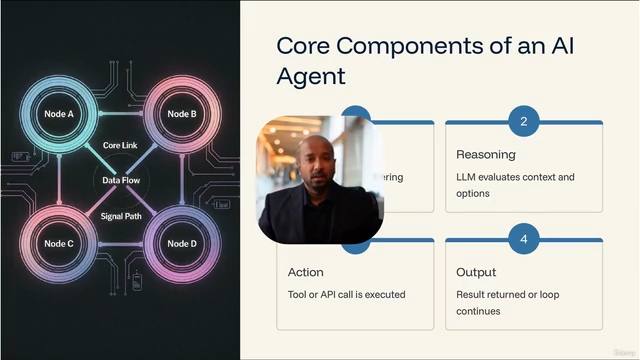 Core Components of an AI
Agent
Node A
Node B
Core Link
Data Flow
Signal Path
Node C
Node D
2
Reasoning
LLM evaluates context and
options
Action
Tool or API call is executed
4
Output
Result returned or loop
continues